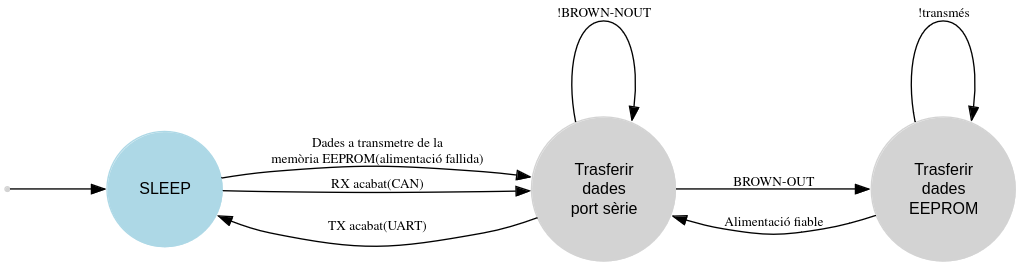 !BROWN-NOUT
!transmés
Dades a transmetre de la
memòria EEPROM(alimentació fallida)
SLEEP
RX acabat(CAN)
TX acabat(UART)
Trasferir
dades
port sèrie
BROWN-OUT
Alimentació fiable
Trasferir
dades
EEPROM